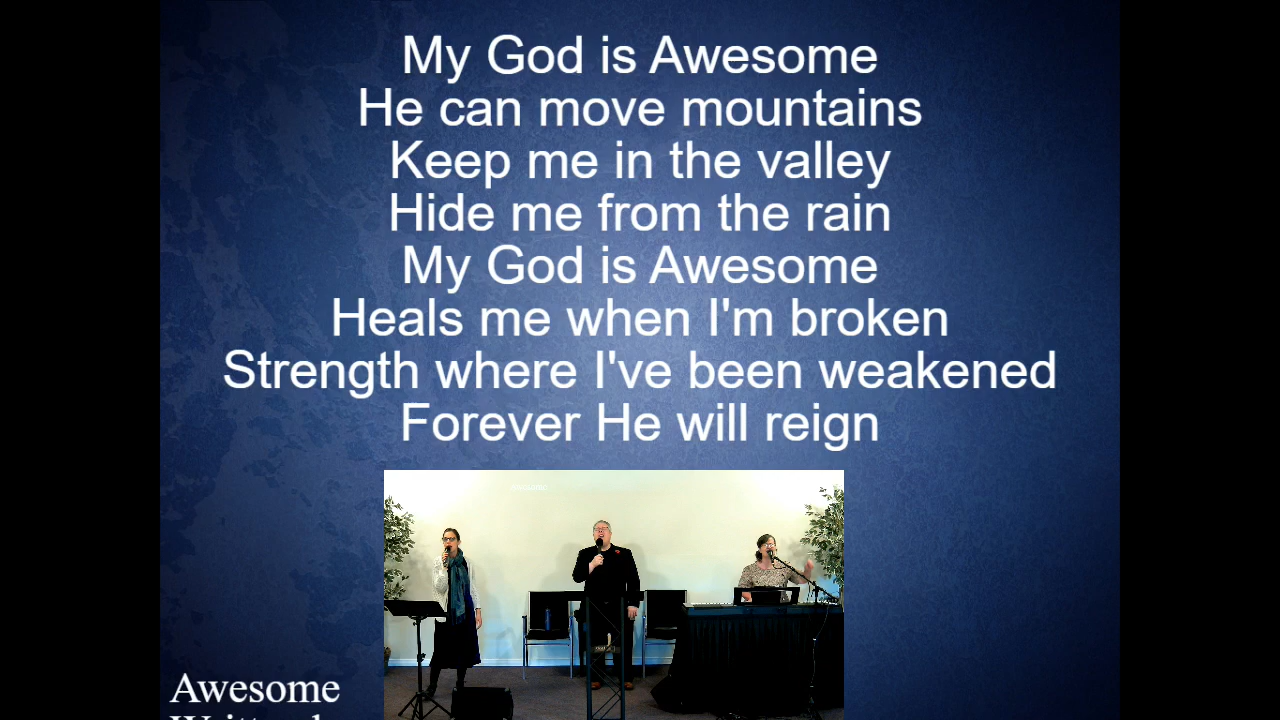 My God is Awesome
He can move mountains
Keep me in the valley
Hide me from the rain
My God is Awesome
Heals me when I'm broken
Strength where I've been weakened
Forever He will reign
Awesome